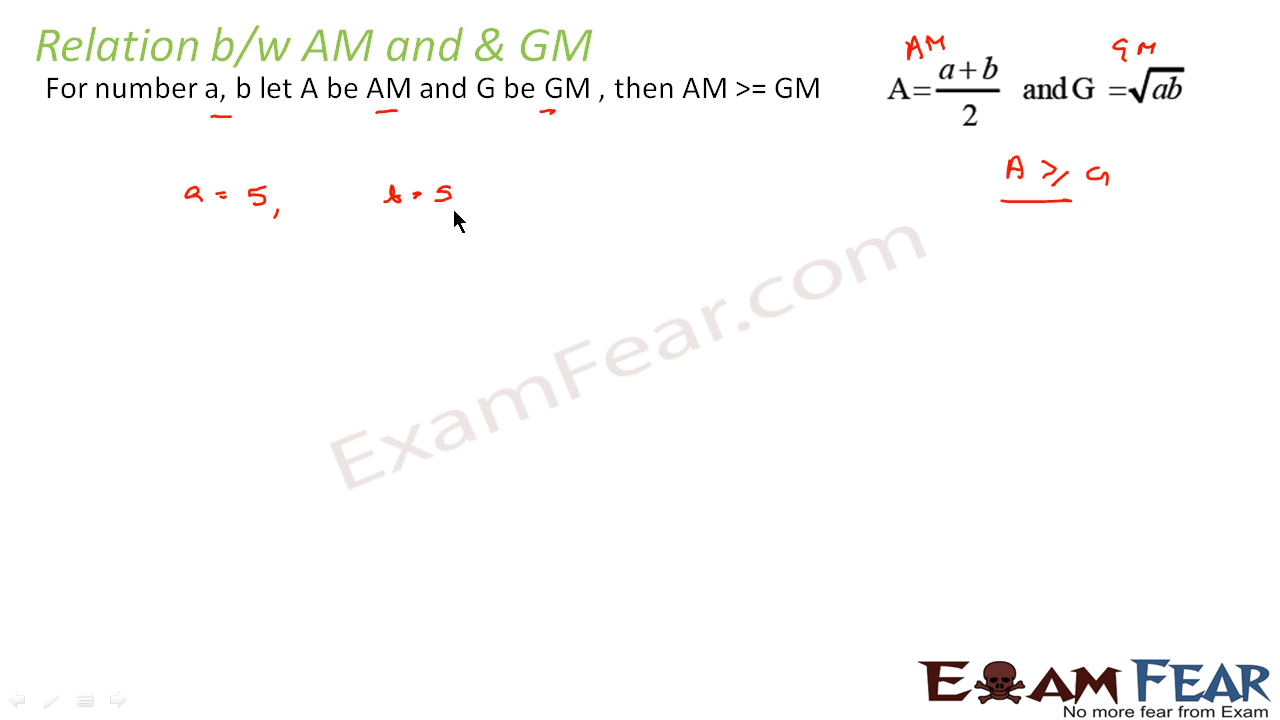 Relation b/w AM and & GM
For number a, b let A be AM and G be GM , then AM >= GM
AM GM
A = a+b/2 and G = √ab
A ≥ G
a = 5, b = 5
ExamFear.com
EXAM FEAR
No more fear from Exam